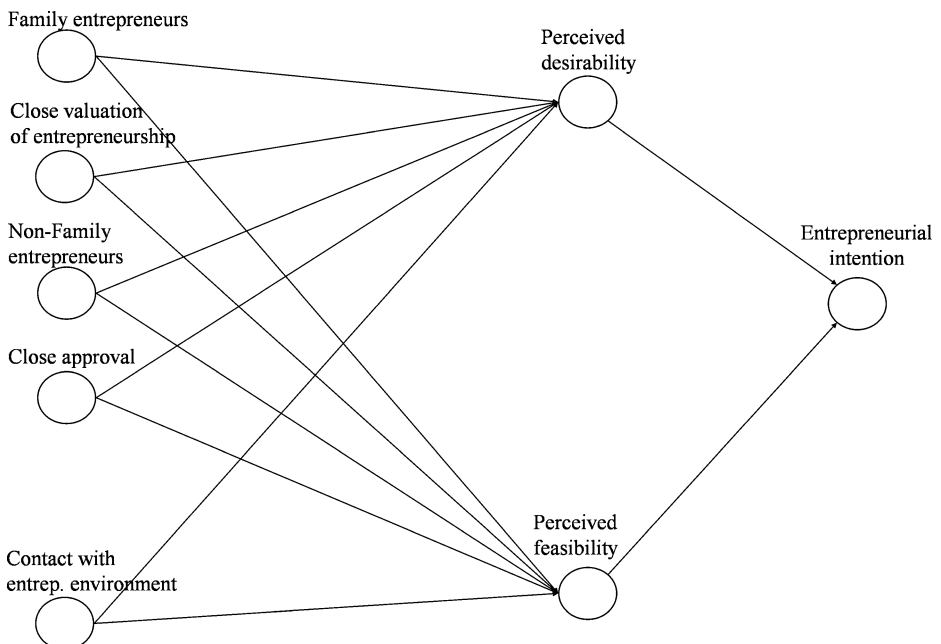 Family entrepreneurs
Close valuation
of entrepreneurship
Non-Family
entrepreneurs
Close approval
Contact with
entrep. environment
Perceived
desirability
Perceived
feasibility
Entrepreneurial
intention